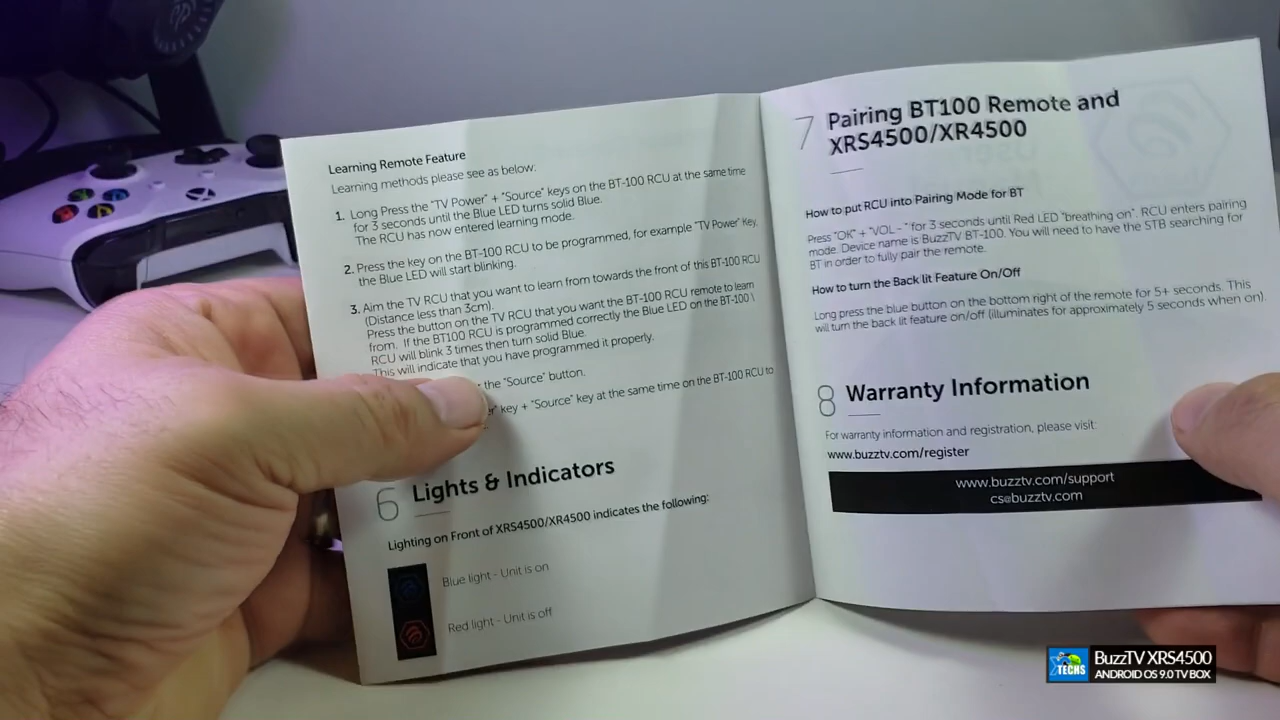 Learning Remote Feature
Learning methods please see as below:
1. Long Press the "TV Power" + "Source" keys on the BT-100 RCU at the same time
for 3 seconds until the Blue LED turns solid Blue.
The RCU has now entered learning mode.
2. Press the key on the BT-100 RCU to be programmed, for example "TV Power" Key,
the Blue LED will start blinking.
3. Aim the TV RCU that you want to learn from towards the front of this BT-100 RCU
(Distance less than 3cm).
Press the button on the TV RCU that you want the BT-100 RCU remote to learn
from. If the BT100 RCU is programmed correctly the Blue LED on the BT-100 \
RCU will blink 3 times then turn solid Blue.
This will indicate that you have programmed it properly.
the "Source" button.
key + "Source" key at the same time on the BT-100 RCU to
6 Lights & Indicators
Lighting on Front of XRS4500/XR4500 indicates the following:
Blue light - Unit is on
Red light - Unit is off
7 Pairing BT100 Remote and
XRS4500/XR4500
How to put RCU into Pairing Mode for BT
Press "OK" + "VOL - " for 3 seconds until Red LED "breathing on". RCU enters pairing
mode. Device name is BuzzTV BT-100. You will need to have the STB searching for
BT in order to fully pair the remote.
How to turn the Back lit Feature On/Off
Long press the blue button on the bottom right of the remote for 5+ seconds. This
will turn the back lit feature on/off (illuminates for approximately 5 seconds when on).
8 Warranty Information
For warranty information and registration, please visit:
www.buzztv.com/register
www.buzztv.com/support
cs@buzztv.com
TECHS
BuzzTV XRS4500
ANDROID OS 9.0 TV BOX